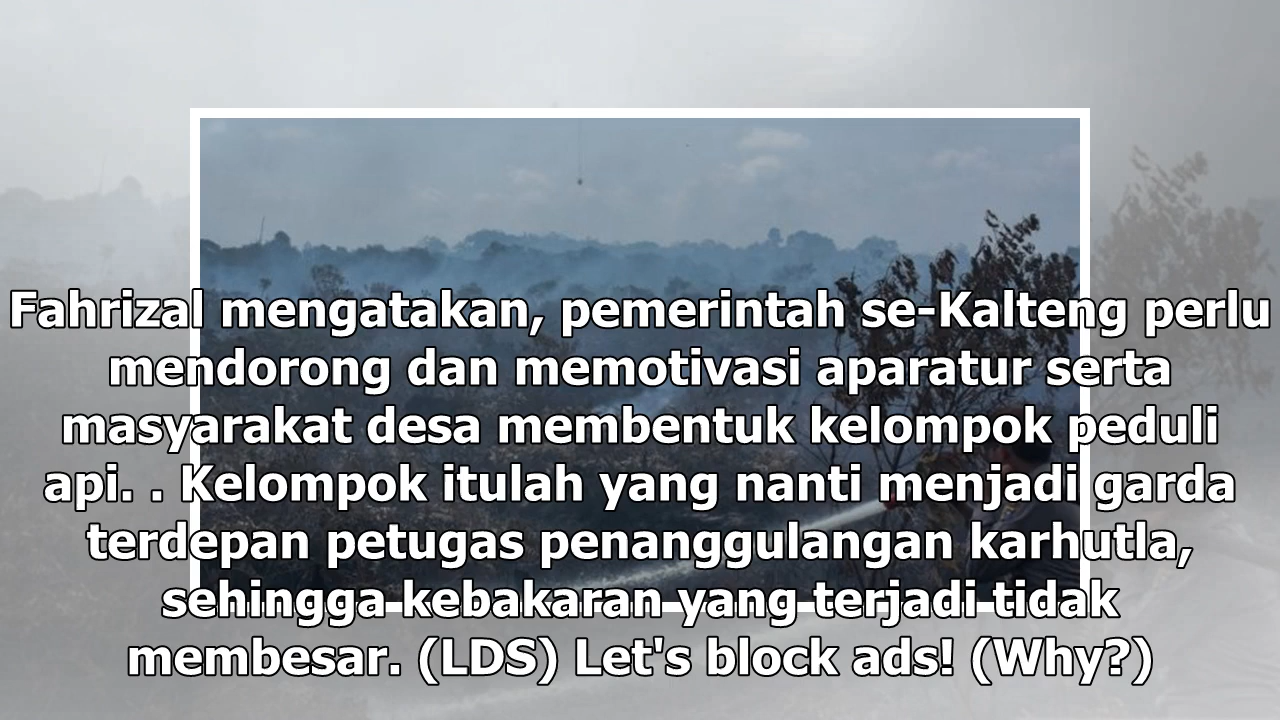 Fahrizal mengatakan, pemerintah se-Kalteng perlu
mendorong dan memotivasi aparatur serta
masyarakat desa membentuk kelompok peduli
api. . Kelompok itulah yang nanti menjadi garda
terdepan petugas penanggulangan karhutla,
sehingga kebakaran yang terjadi tidak
membesar. (LDS) Let's block ads! (Why?)